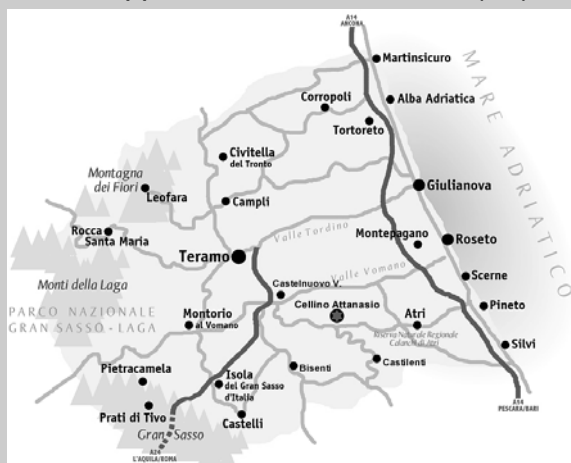 A14
ANCONA
Martinsicuro
MARE ADRIATICO
Corropoli
Alba Adriatica
Tortoreto
Civitella
del Tronto
Montagna
dei Fiori
Leofara
Campli
Giulianova
Rocca
Santa Maria
Valle Tordino
Montepagano
Roseto
Teramo
Valle Vomano
Scerne
Monti della Laga
Castelnuovo V.
Cellino Attanasio
PARCO NAZIONALE
GRAN SASSO - LAGA
Montorio
al Vomano
Atri
Pineto
Riserva Naturale Regionale
Calanchi di Atri
Silvi
Pietracamela
Isola
del Gran Sasso
d'Italia
Bisenti
Castilenti
Prati di Tivo
Castelli
A14
PESCARA/BARI
Gran Sasso
A24
L'AQUILA/ROMA